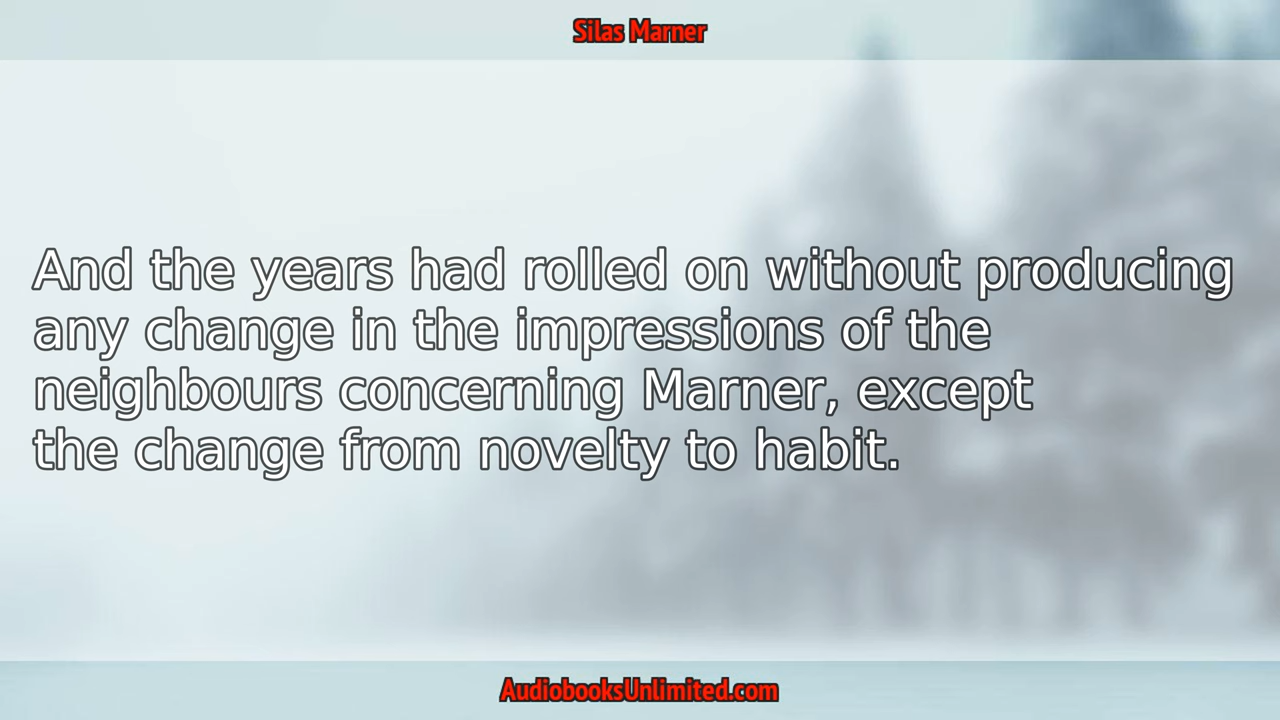 Silas Marner
And the years had rolled on without producing
any change in the impressions of the
neighbours concerning Marner, except
the change from novelty to habit.
AudiobooksUnlimited.com